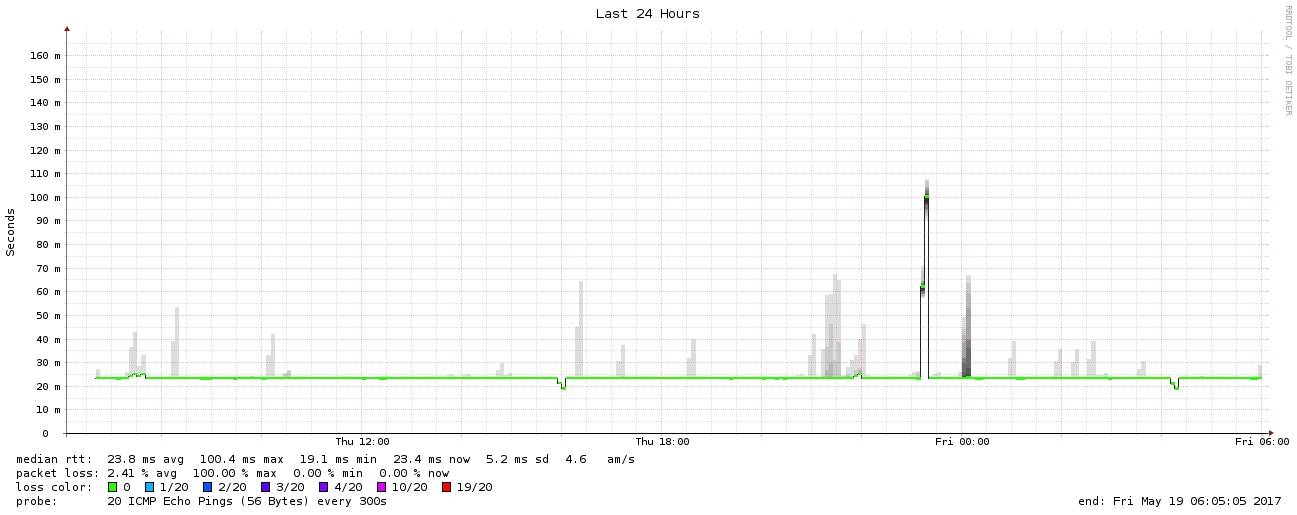 Last 24 Hours
RRDTOOL / TOBI OETIKER
Seconds
160 m
150 m
140 m
130 m
120 m
110 m
100 m
90 m
80 m
70 m
60 m
50 m
40 m
30 m
20 m
10 m
0
Thu 12:00 Thu 18:00 Fri 00:00 Fri 06:00
median rtt: 23.8 ms avg 100.4 ms max 19.1 ms min 23.4 ms now 5.2 ms sd 4.6 am/s
packet loss: 2.41 % avg 100.00 % max 0.00 % min 0.00 % now
loss color: 0 1/20 2/20 3/20 4/20 10/20 19/20
probe: 20 ICMP Echo Pings (56 Bytes) every 300s end: Fri May 19 06:05:05 2017